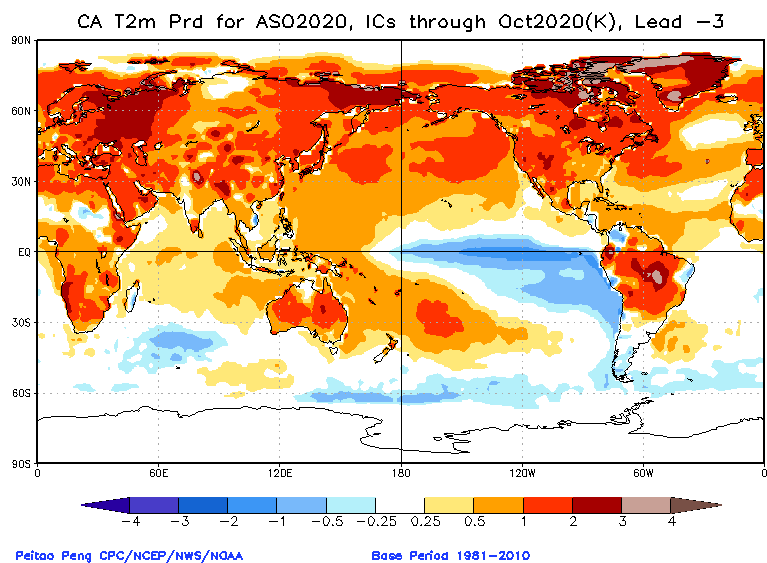 CA T2m Prd for ASO2020, ICs through Oct2020(K), Lead -3
90N
60N
30N
EQ
30S
60S
90S
0 60E 120E 180 120W 60W 0
-4 -3 -2 -1 -0.5 -0.25 0.25 0.5 1 2 3 4
Peitao Peng CPC/NCEP/NWS/NOAA Base Period 1981-2010